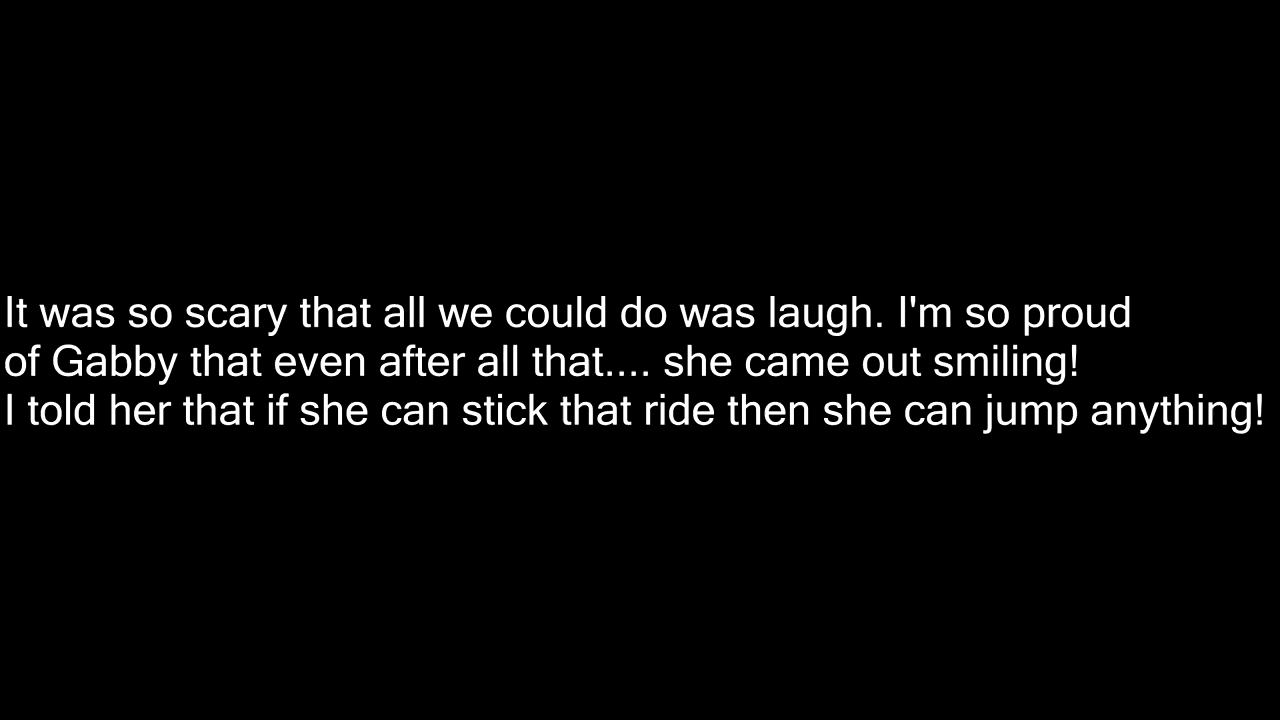 It was so scary that all we could do was laugh. I'm so proud
of Gabby that even after all that.... she came out smiling!
I told her that if she can stick that ride then she can jump anything!